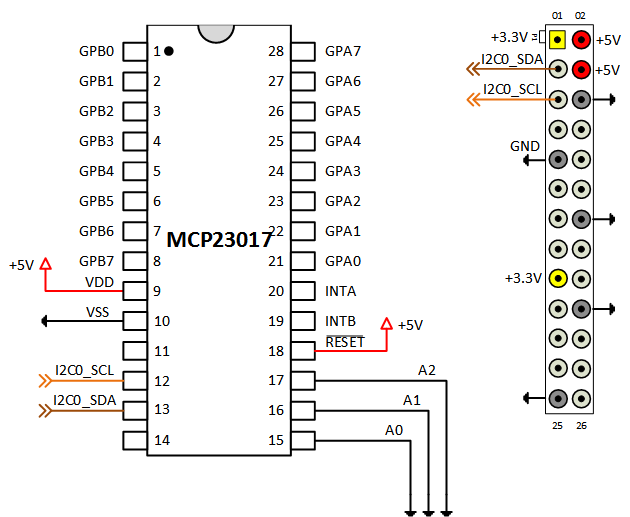 01 02
+3.3V +5V
GPB0 1 28 GPA7
I2C0_SDA +5V
GPB1 2 27 GPA6
I2C0_SCL
GPB2 3 26 GPA5
GPB3 4 25 GPA4
GND
GPB4 5 24 GPA3
GPB5 6 23 GPA2
GPB6 7 22 GPA1
MCP23017
GPB7 8 21 GPA0
+5V
+3.3V
VDD 9 20 INTA
VSS 10 19 INTB
+5V
11 18 RESET
I2C0_SCL 12 17 A2
I2C0_SDA 13 16 A1
14 15 A0
25 26